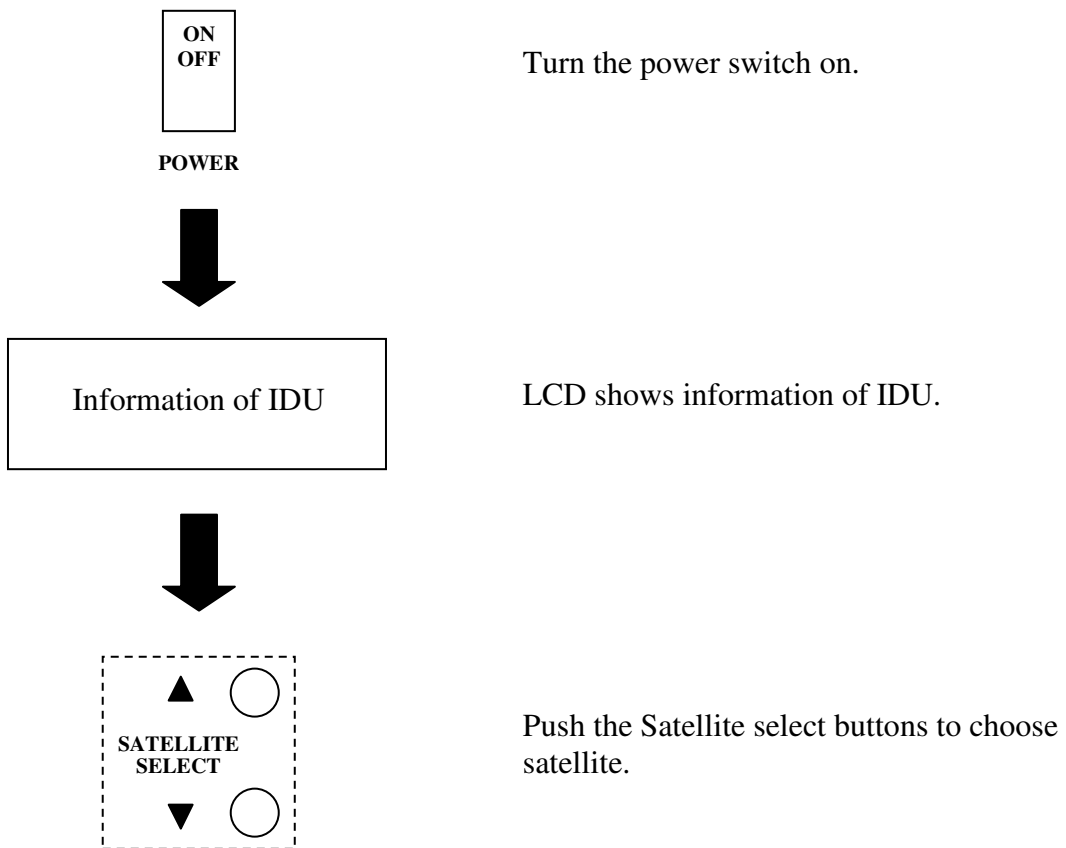 ON
OFF
Turn the power switch on.
POWER
Information of IDU
LCD shows information of IDU.
SATELLITE
SELECT
Push the Satellite select buttons to choose
satellite.